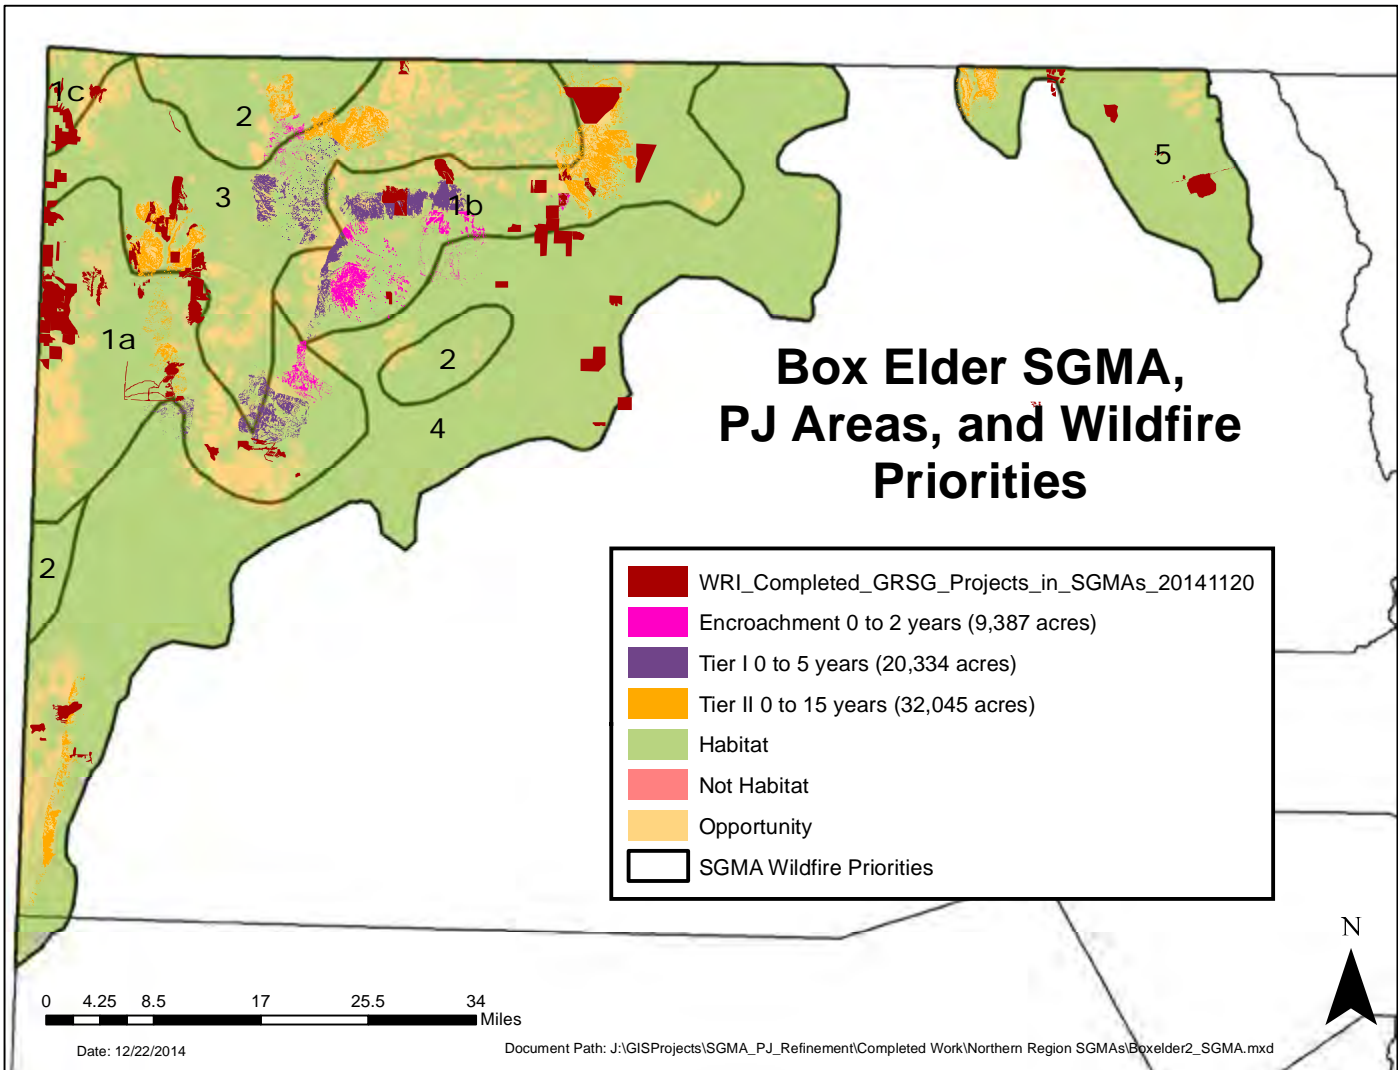 1c
2
3
1b
5
1a
2
4
2
Box Elder SGMA,
PJ Areas, and Wildfire
Priorities
WRI_Completed_GRSG_Projects_in_SGMAs_20141120
Encroachment 0 to 2 years (9,387 acres)
Tier I 0 to 5 years (20,334 acres)
Tier II 0 to 15 years (32,045 acres)
Habitat
Not Habitat
Opportunity
SGMA Wildfire Priorities
N
0 4.25 8.5 17 25.5 34
Miles
Date: 12/22/2014
Document Path: J:\GISProjects\SGMA_PJ_Refinement\Completed Work\Northern Region SGMAs\Boxelder2_SGMA.mxd